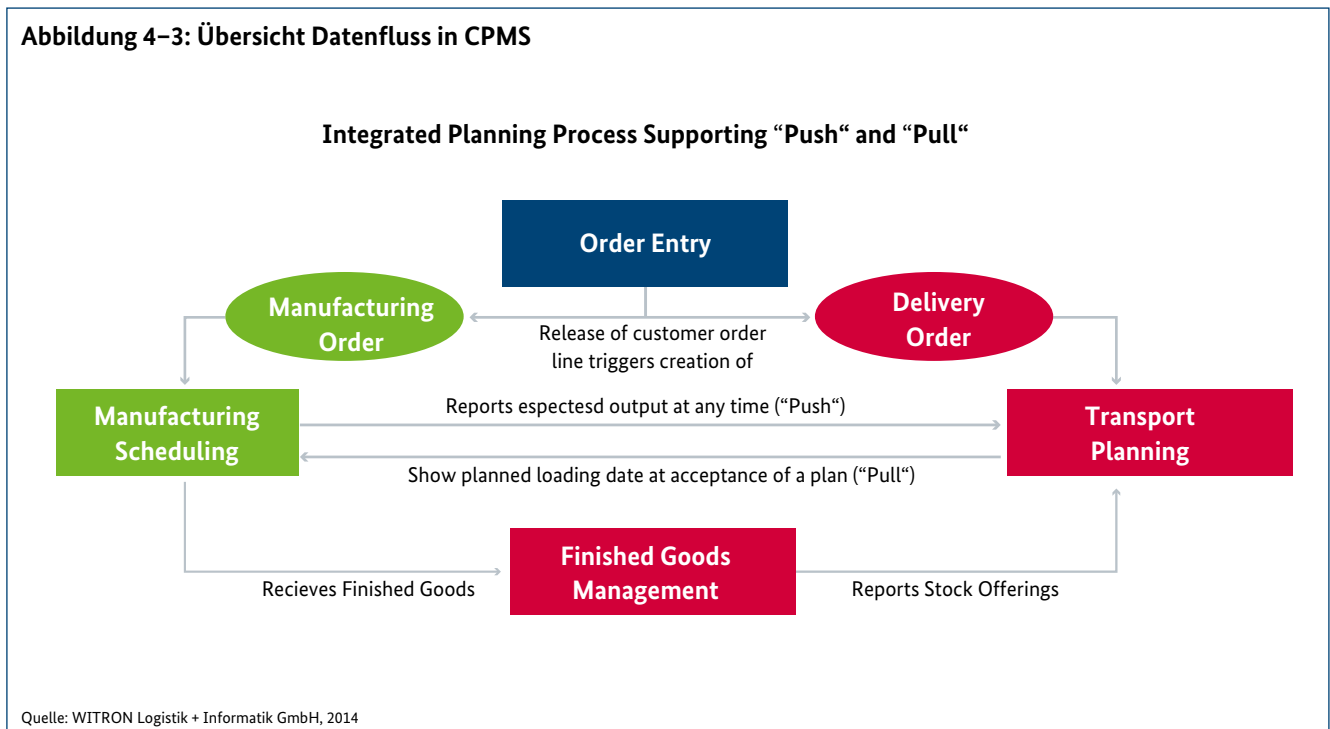 Abbildung 4–3: Übersicht Datenfluss in CPMS
Integrated Planning Process Supporting “Push“ and “Pull“
Order Entry
Manufacturing
Order
Delivery
Order
Release of customer order
line triggers creation of
Manufacturing
Scheduling
Reports espectesd output at any time (“Push“)
Transport
Planning
Show planned loading date at acceptance of a plan (“Pull“)
Finished Goods
Management
Recieves Finished Goods
Reports Stock Offerings
Quelle: WITRON Logistik + Informatik GmbH, 2014